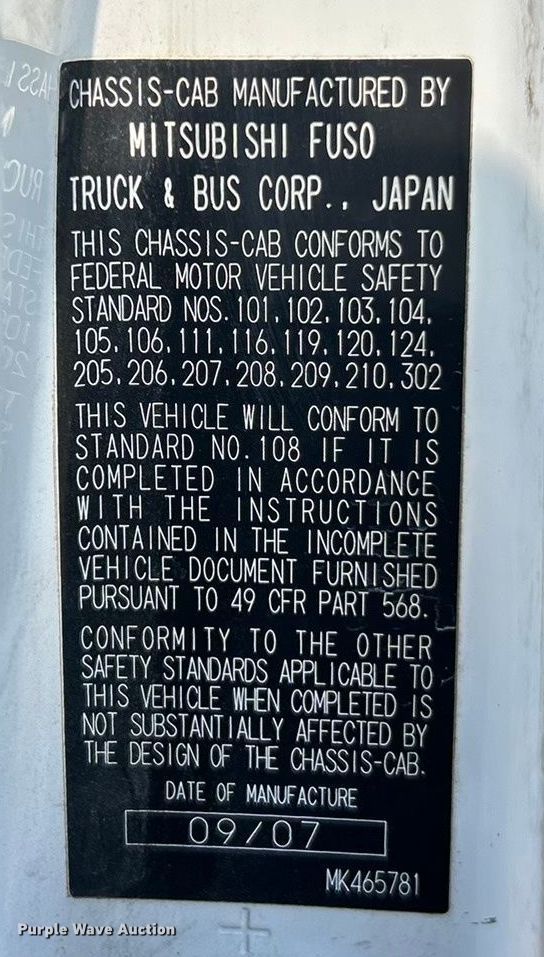 CHASSIS-CAB MANUFACTURED BY
MITSUBISHI FUSO
TRUCK & BUS CORP., JAPAN
THIS CHASSIS-CAB CONFORMS TO
FEDERAL MOTOR VEHICLE SAFETY
STANDARD NOS. 101, 102, 103, 104,
105, 106, 111, 116, 119, 120, 124,
205, 206, 207, 208, 209, 210, 302
THIS VEHICLE WILL CONFORM TO
STANDARD NO. 108 IF IT IS
COMPLETED IN ACCORDANCE
WITH THE INSTRUCTIONS
CONTAINED IN THE INCOMPLETE
VEHICLE DOCUMENT FURNISHED
PURSUANT TO 49 CFR PART 568.
CONFORMITY TO THE OTHER
SAFETY STANDARDS APPLICABLE TO
THIS VEHICLE WHEN COMPLETED IS
NOT SUBSTANTIALLY AFFECTED BY
THE DESIGN OF THE CHASSIS-CAB.
DATE OF MANUFACTURE
09/07
MK465781
Purple Wave Auction